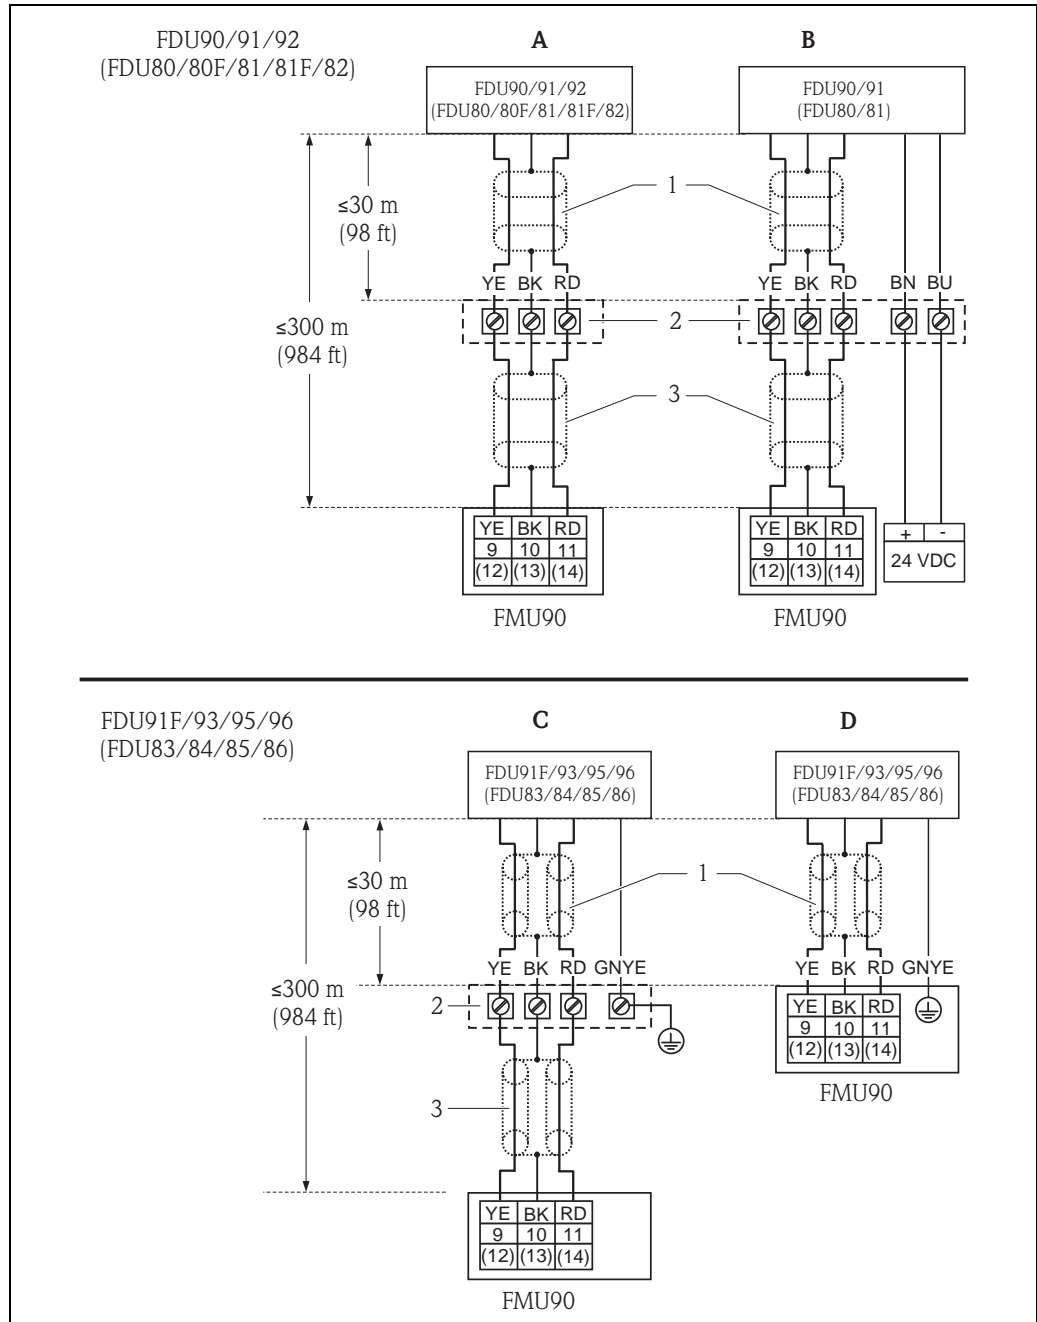 FDU90/91/92
(FDU80/80F/81/81F/82)
A
B
FDU90/91/92
(FDU80/80F/81/81F/82)
FDU90/91
(FDU80/81)
≤30 m
(98 ft)
1
YE BK RD
YE BK RD BN BU
≤300 m
(984 ft)
2
3
YE BK RD
9 10 11
(12) (13) (14)
FMU90
YE BK RD
9 10 11
(12) (13) (14)
FMU90
+ -
24 VDC
FDU91F/93/95/96
(FDU83/84/85/86)
C
D
FDU91F/93/95/96
(FDU83/84/85/86)
FDU91F/93/95/96
(FDU83/84/85/86)
≤30 m
(98 ft)
1
YE BK RD GNYE
YE BK RD GNYE
≤300 m
(984 ft)
2
YE BK RD
9 10 11
(12) (13) (14)
FMU90
3
YE BK RD
9 10 11
(12) (13) (14)
FMU90